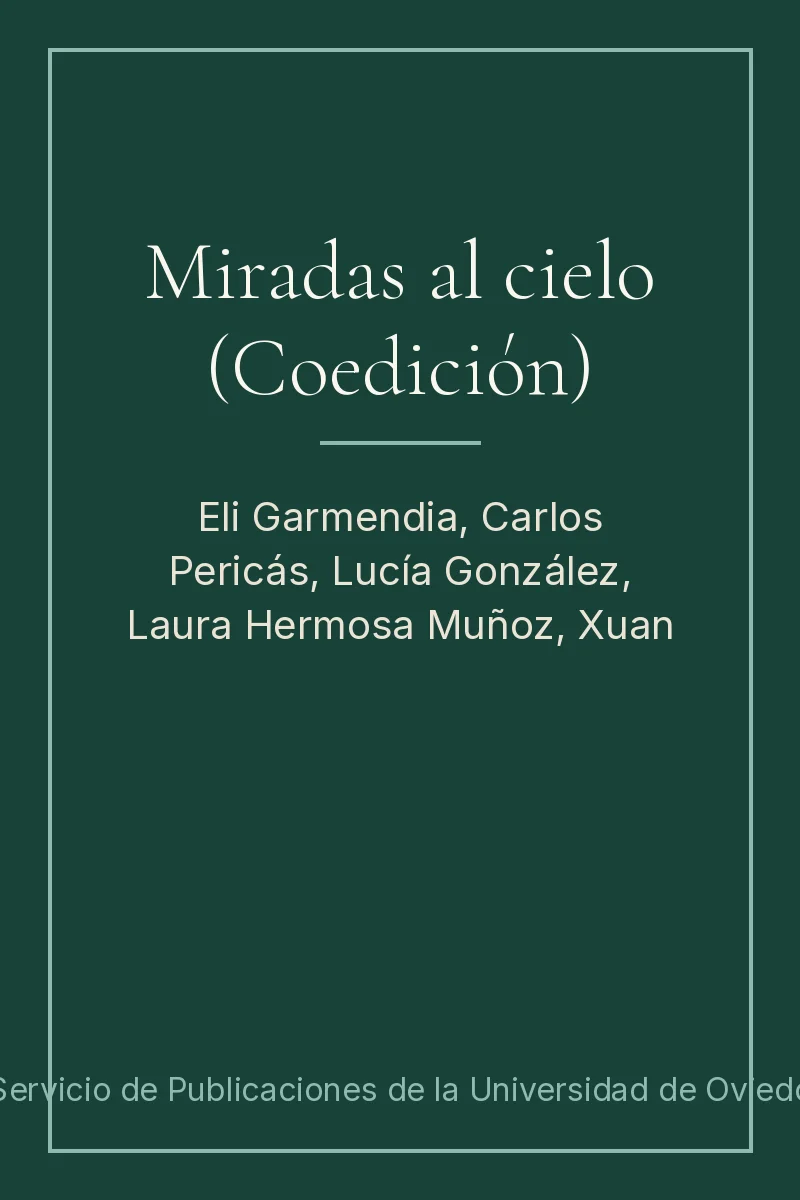 Miradas al cielo
(Coedición)
Eli Garmendia, Carlos
Pericás, Lucía González,
Laura Hermosa Muñoz, Xuan
Servicio de Publicaciones de la Universidad de Oviedo